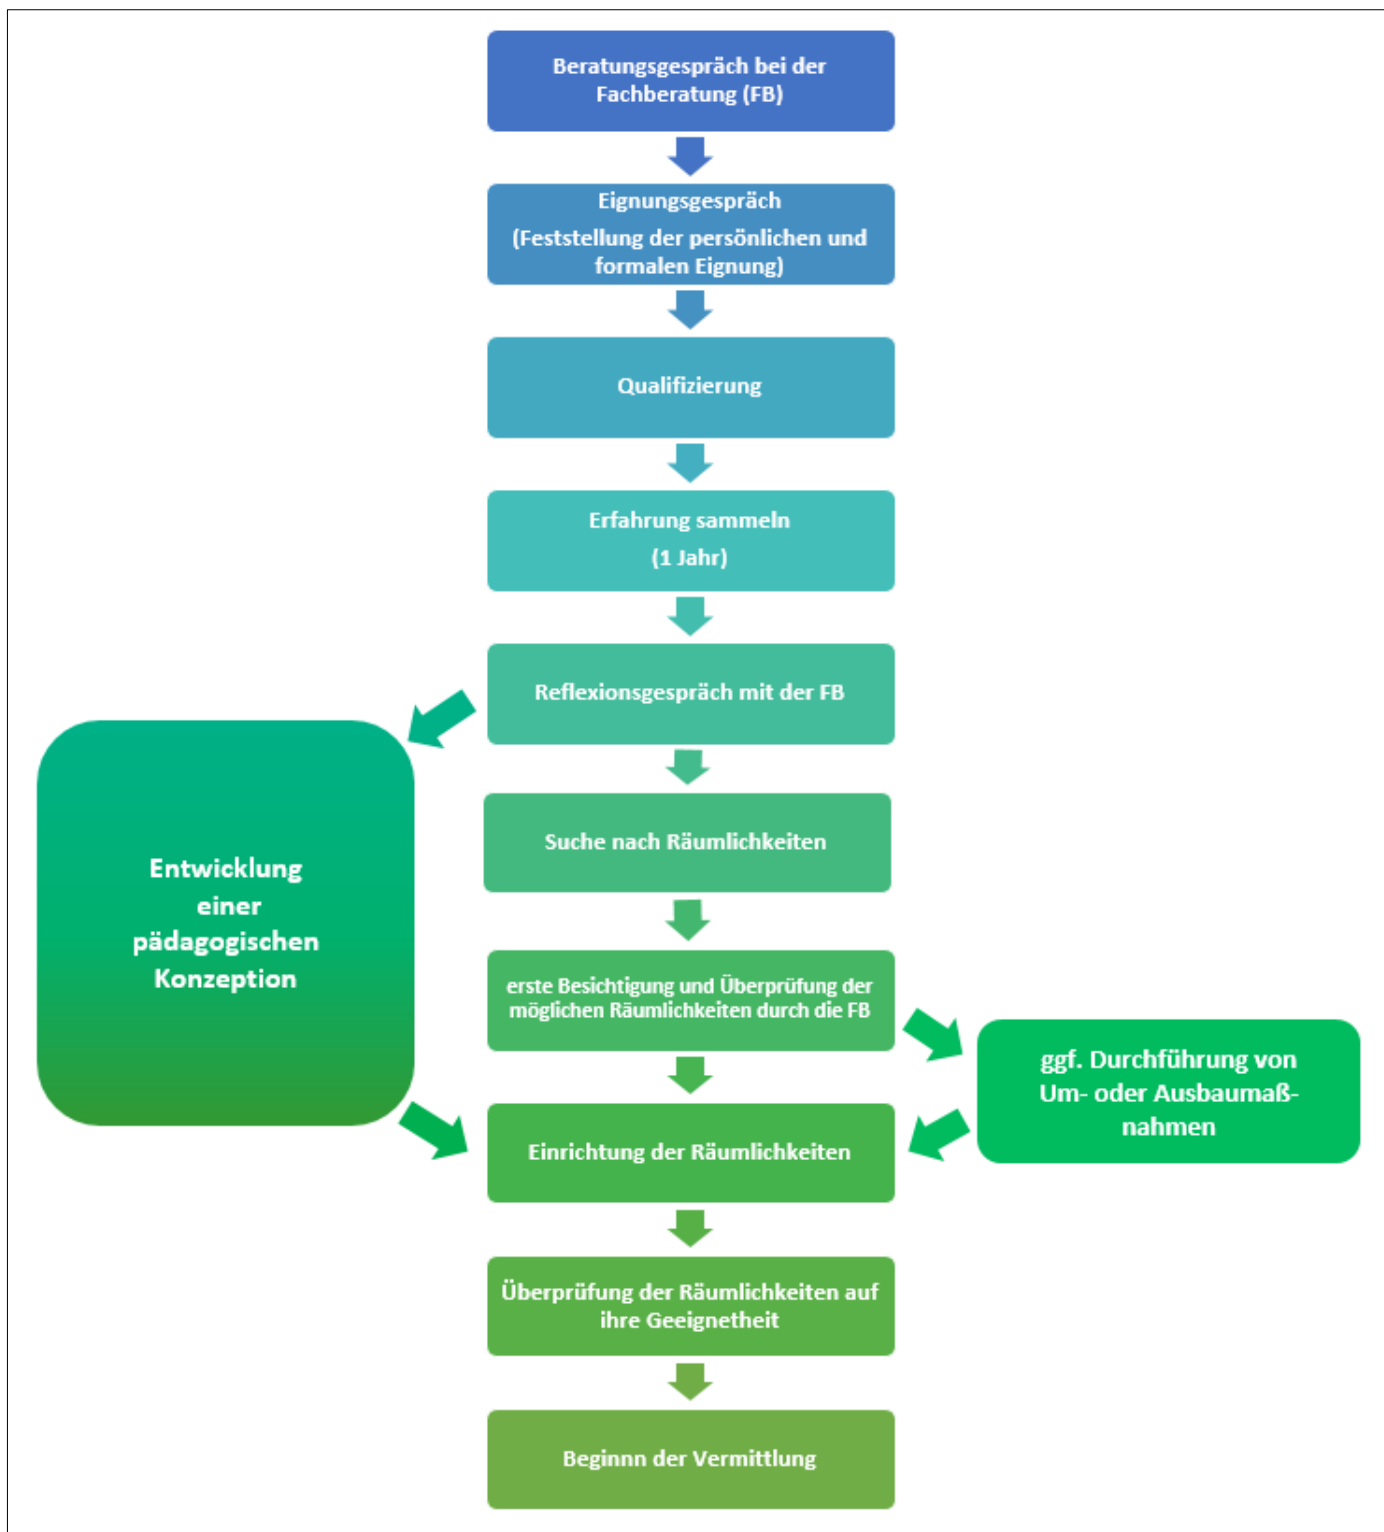 Beratungsgespräch bei der
Fachberatung (FB)
Eignungsgespräch
(Feststellung der persönlichen und
formalen Eignung)
Qualifizierung
Erfahrung sammeln
(1 Jahr)
Reflexionsgespräch mit der FB
Entwicklung
einer
pädagogischen
Konzeption
Suche nach Räumlichkeiten
erste Besichtigung und Überprüfung der
möglichen Räumlichkeiten durch die FB
ggf. Durchführung von
Um- oder Ausbaumaß-
nahmen
Einrichtung der Räumlichkeiten
Überprüfung der Räumlichkeiten auf
ihre Geeignetheit
Beginnn der Vermittlung